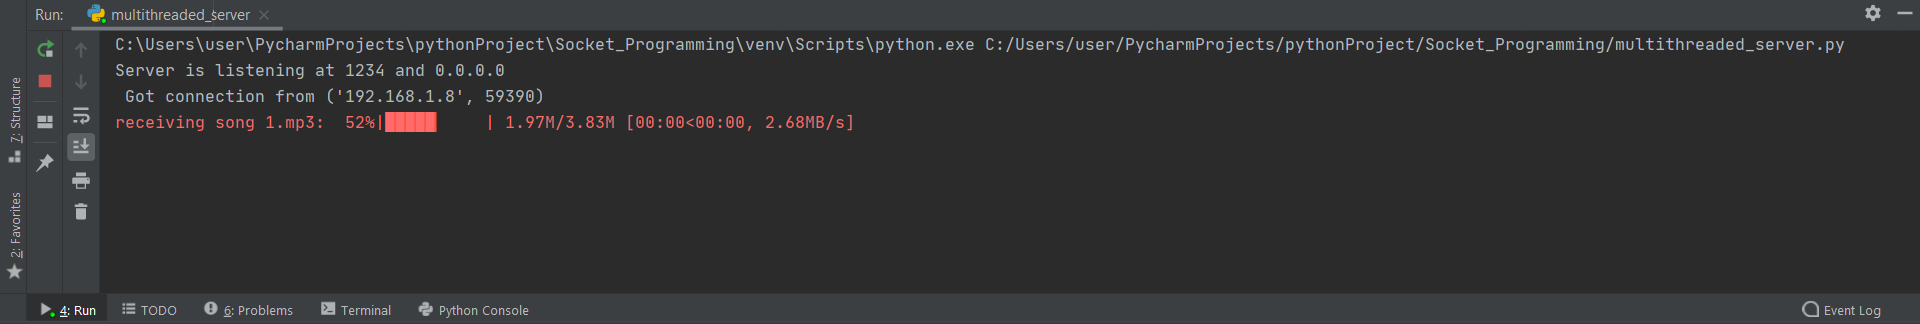 Run: multithreaded_server
C:\Users\user\PycharmProjects\pythonProject\Socket_Programming\venv\Scripts\python.exe C:/Users/user/PycharmProjects/pythonProject/Socket_Programming/multithreaded_server.py
Server is listening at 1234 and 0.0.0.0
Got connection from ('192.168.1.8', 59390)
receiving song 1.mp3: 52%|█████     | 1.97M/3.83M [00:00<00:00, 2.68MB/s]
7: Structure
2: Favorites
4: Run TODO 6: Problems Terminal Python Console Event Log